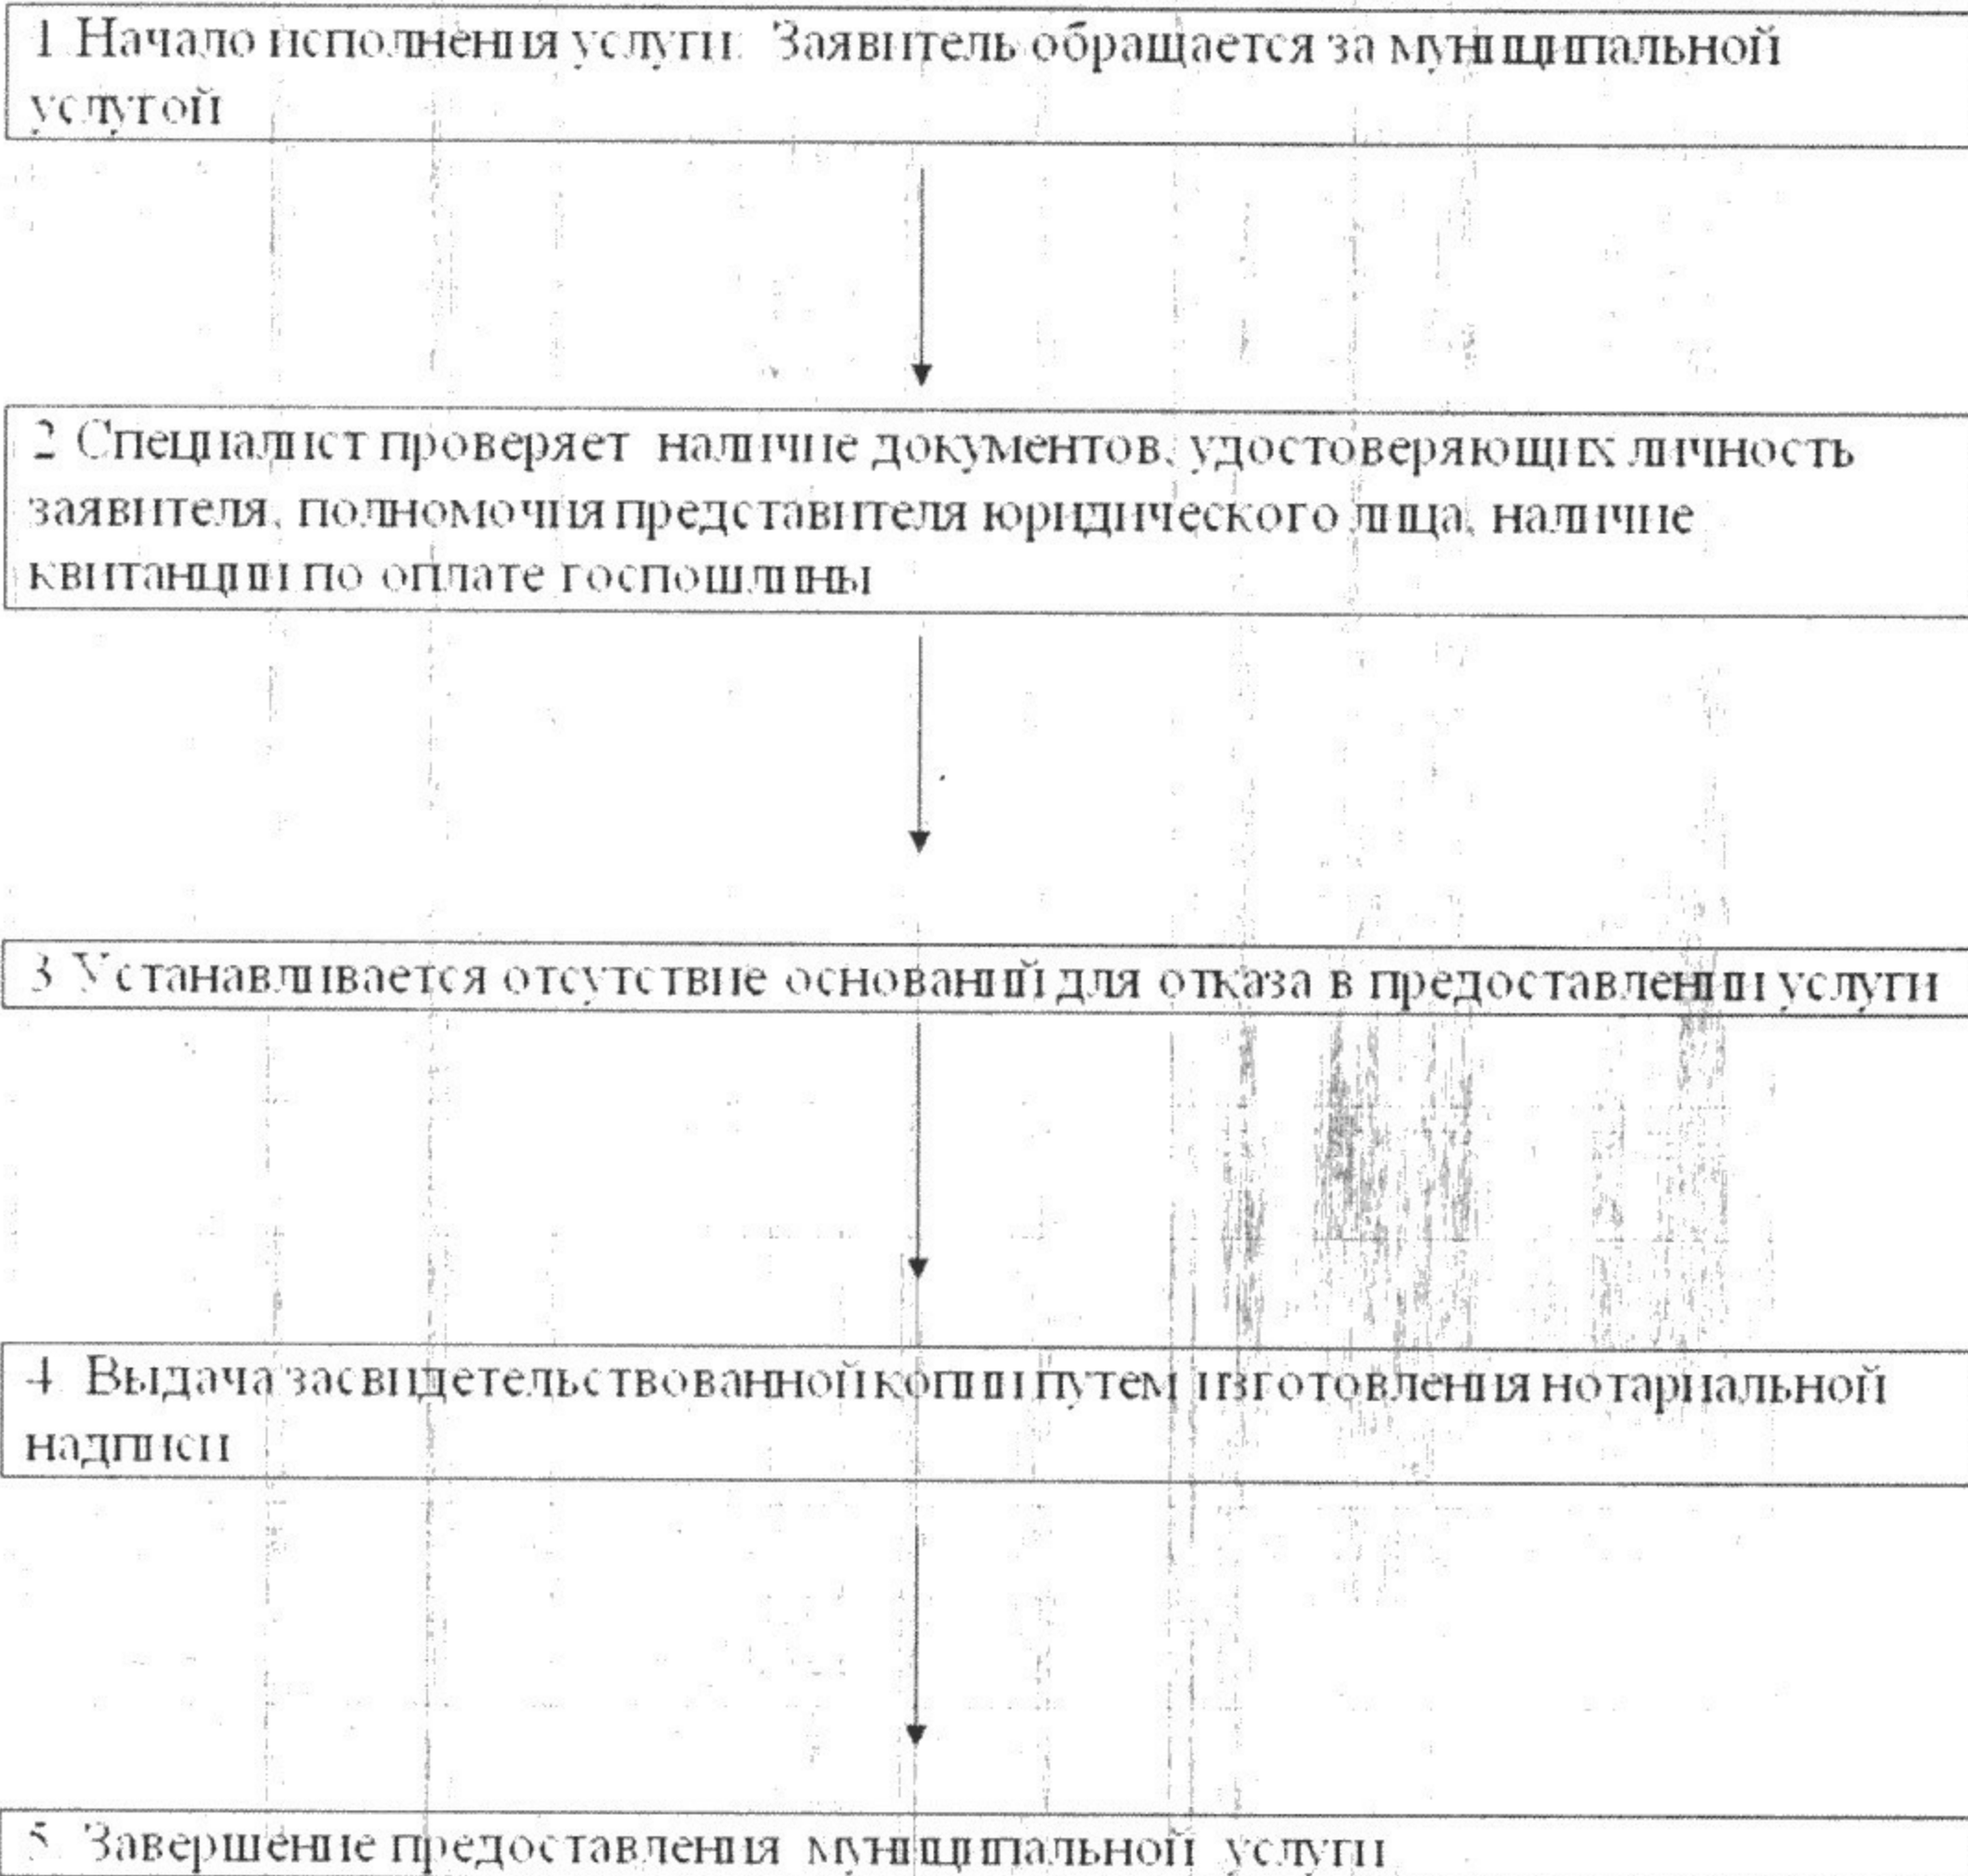 1 Начало исполнения услуги: Заявитель обращается за муниципальной
услугой
2 Специалист проверяет наличие документов, удостоверяющих личность
заявителя, полномочия представителя юридического лица, наличие
квитанции по оплате госпошлины
3 Устанавливается отсутствие оснований для отказа в предоставлении услуги
4 Выдача засвидетельствованной копии путем изготовления нотариальной
надписи
5 Завершение предоставления муниципальной услуги